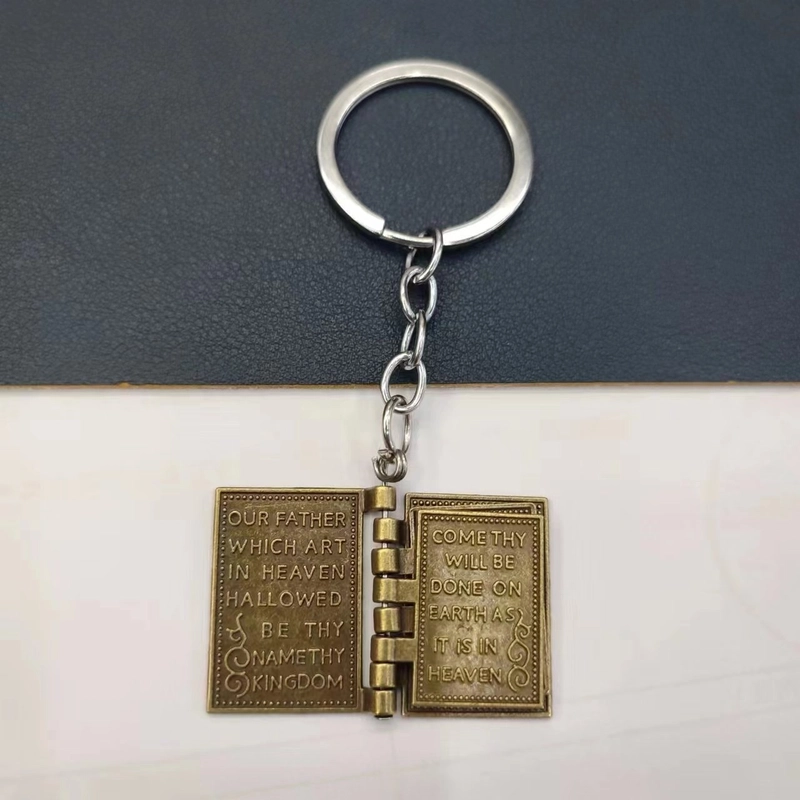 OUR FATHER
WHICH ART
IN HEAVEN
HALLOWED
BE THY
NAMETHY
KINGDOM
COME THY
WILL BE
DONE ON
EARTH AS
IT IS IN
HEAVEN